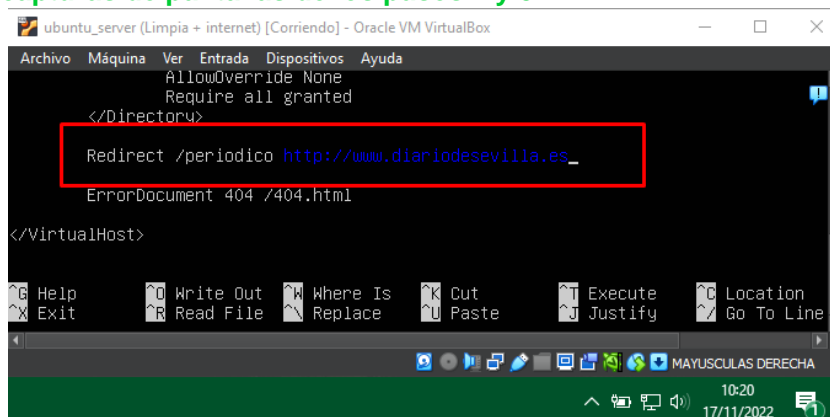 ubuntu_server (Limpia + internet) [Corriendo] - Oracle VM VirtualBox
Archivo Máquina Ver Entrada Dispositivos Ayuda
AllowOverride None
Require all granted
</Directory>
Redirect /periodico http://www.diariodesevilla.es_
ErrorDocument 404 /404.html
</VirtualHost>
^G Help ^O Write Out ^W Where Is ^K Cut ^T Execute ^C Location
^X Exit ^R Read File ^\ Replace ^U Paste ^J Justify ^/ Go To Line
MAYUSCULAS DERECHA
10:20
17/11/2022
1